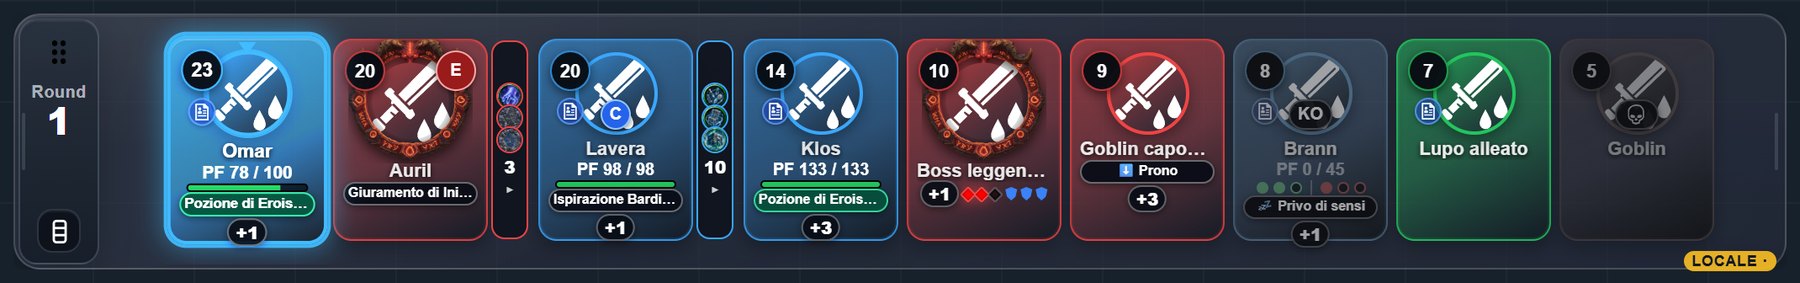 Round
1
23
Omar
PF 78 / 100
Pozione di Erois...
+1
20
E
Auril
Giuramento di Ini...
3
20
C
Lavera
PF 98 / 98
Ispirazione Bardi...
+1
10
14
Klos
PF 133 / 133
Pozione di Erois...
+3
10
Boss leggen...
+1
9
Goblin capo...
Prono
+3
8
KO
Brann
PF 0 / 45
Privo di sensi
+1
7
Lupo alleato
5
Goblin
LOCALE ·